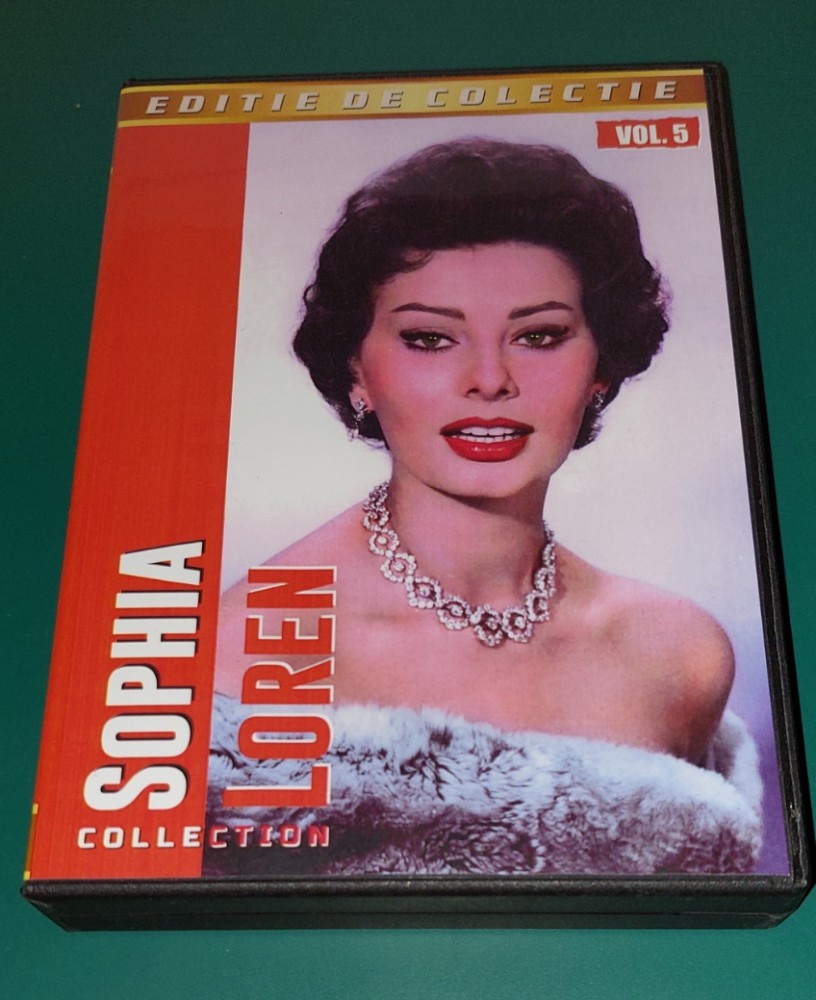 EDITIE DE COLECTIE
VOL. 5
SOPHIA
LOREN
COLLECTION